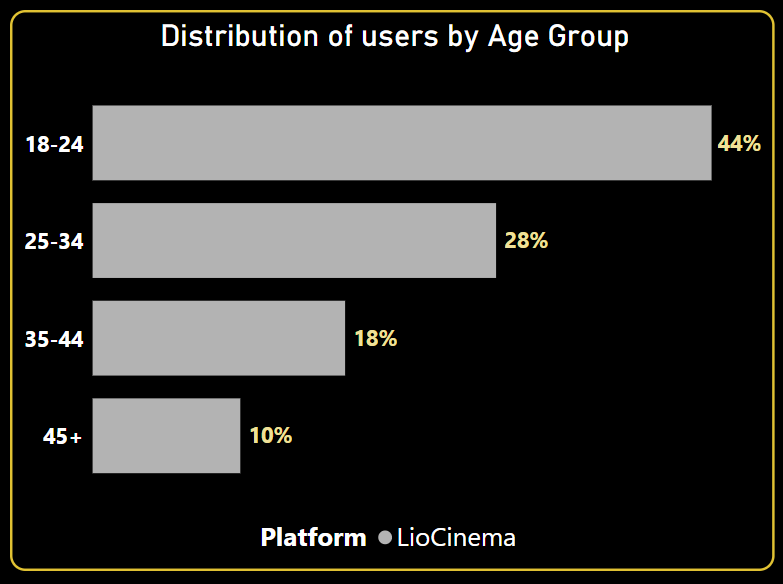 Distribution of users by Age Group
18-24 44%
25-34 28%
35-44 18%
45+ 10%
Platform LioCinema